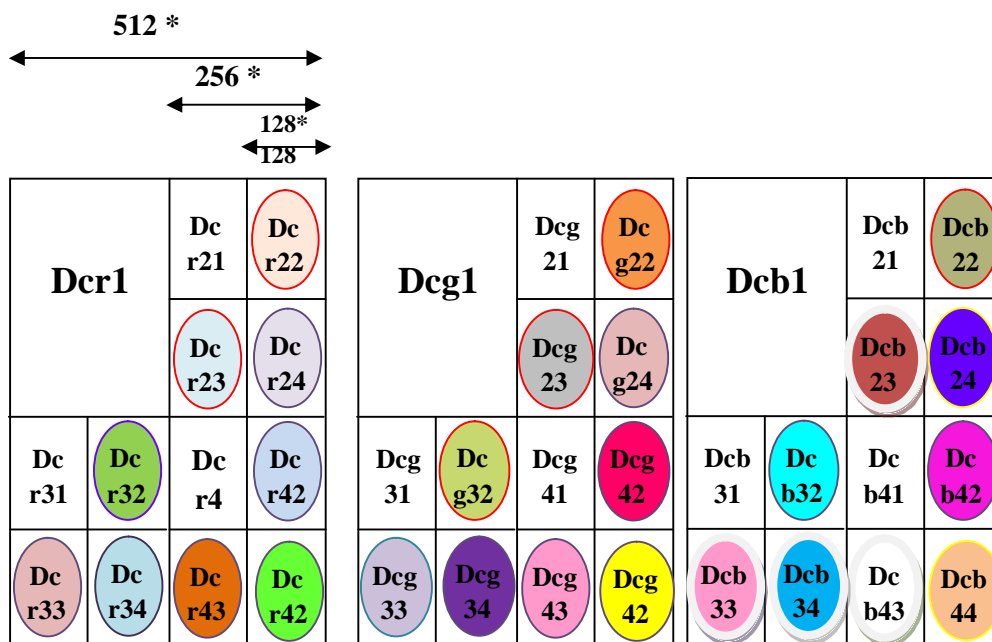 512 *
256 *
128*
128
Dcr1
Dc
r21
Dc
r22
Dc
r23
Dc
r24
Dc
r31
Dc
r32
Dc
r4
Dc
r42
Dc
r33
Dc
r34
Dc
r43
Dc
r42
Dcg1
Dcg
21
Dc
g22
Dcg
23
Dc
g24
Dcg
31
Dc
g32
Dcg
41
Dcg
42
Dcg
33
Dcg
34
Dcg
43
Dcg
42
Dcb1
Dcb
21
Dcb
22
Dcb
23
Dcb
24
Dcb
31
Dc
b32
Dc
b41
Dc
b42
Dcb
33
Dcb
34
Dc
b43
Dcb
44